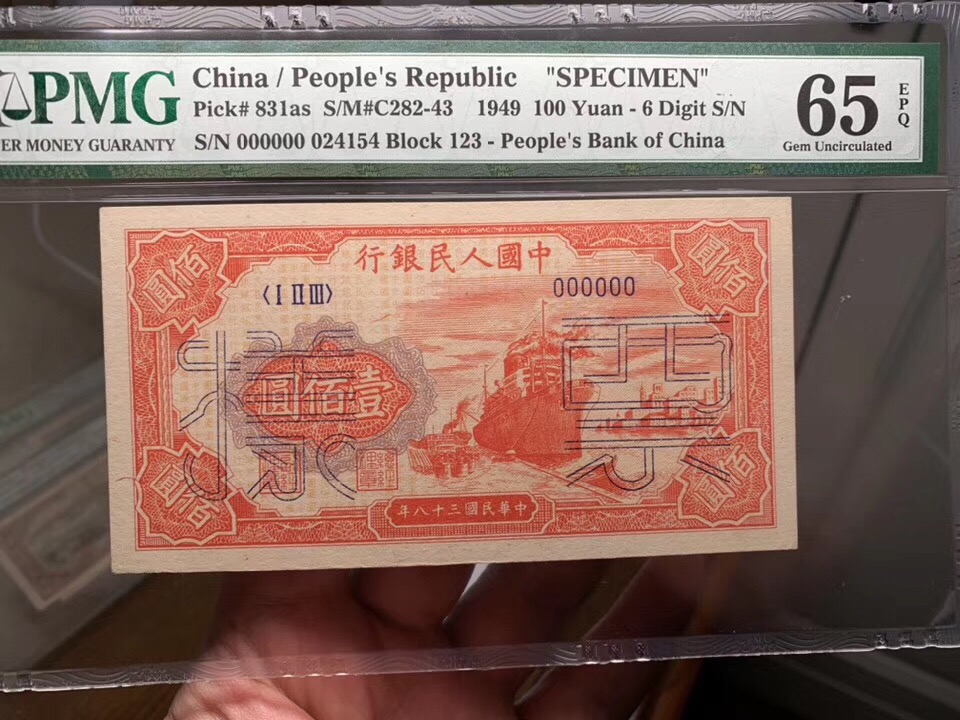 PMG
China / People's Republic "SPECIMEN"
Pick# 831as S/M#C282-43 1949 100 Yuan - 6 Digit S/N
ER MONEY GUARANTY
S/N 000000 024154 Block 123 - People's Bank of China
65
EPQ
Gem Uncirculated
中國人民銀行
佰圓
佰圓
〈I II III〉
000000
票樣
壹佰圓
佰圓
佰圓
中華民國三十八年